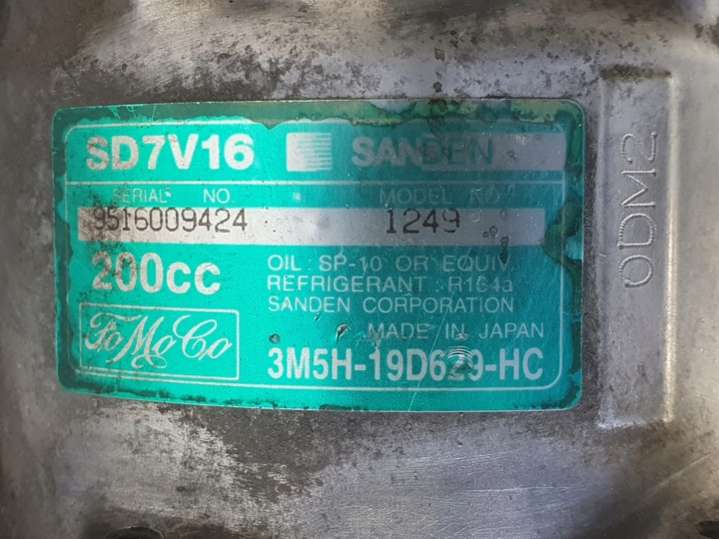 SD7V16 SANDEN
SERIAL NO MODEL NO
9516009424 1249
200cc
OIL SP-10 OR EQUIV.
REFRIGERANT : R134a
SANDEN CORPORATION
MADE IN JAPAN
FoMoCo
3M5H-19D629-HC
ODM2